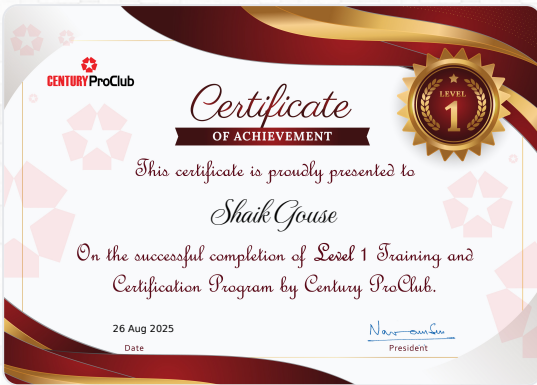 CENTURY ProClub
Certificate
OF ACHIEVEMENT
LEVEL
1
This certificate is proudly presented to
Shaik Gouse
On the successful completion of Level 1 Training and
Certification Program by Century ProClub.
26 Aug 2025
Date
President